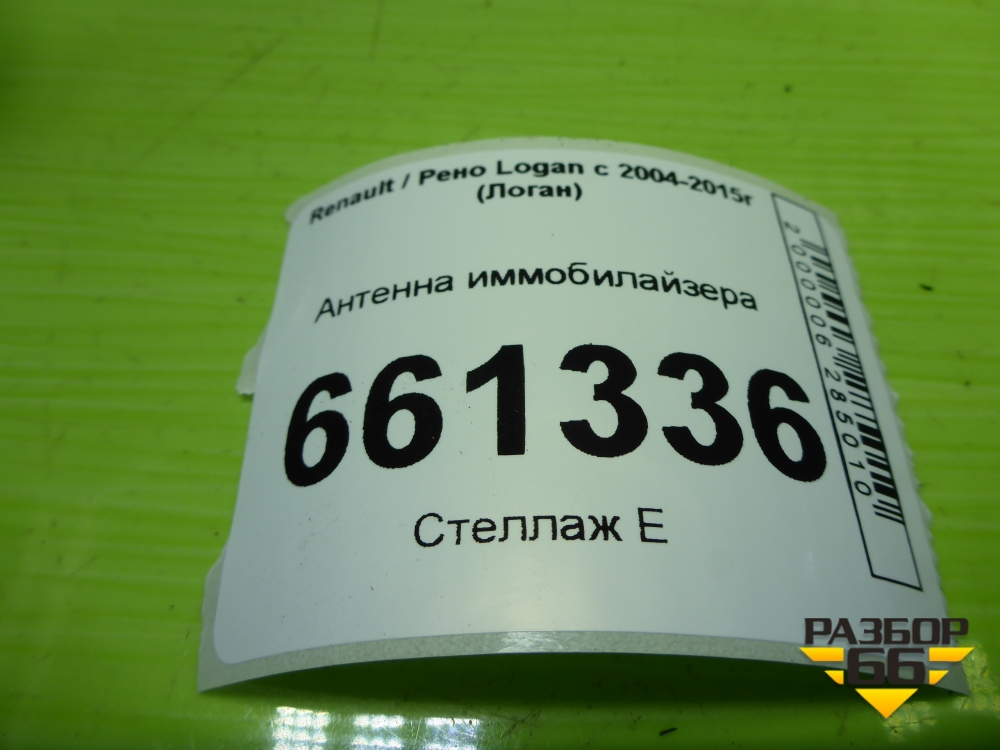 Renault / Рено Logan с 2004-2015г
(Логан)
Антенна иммобилайзера
661336
Стеллаж Е
2000006285010
РАЗБОР
66